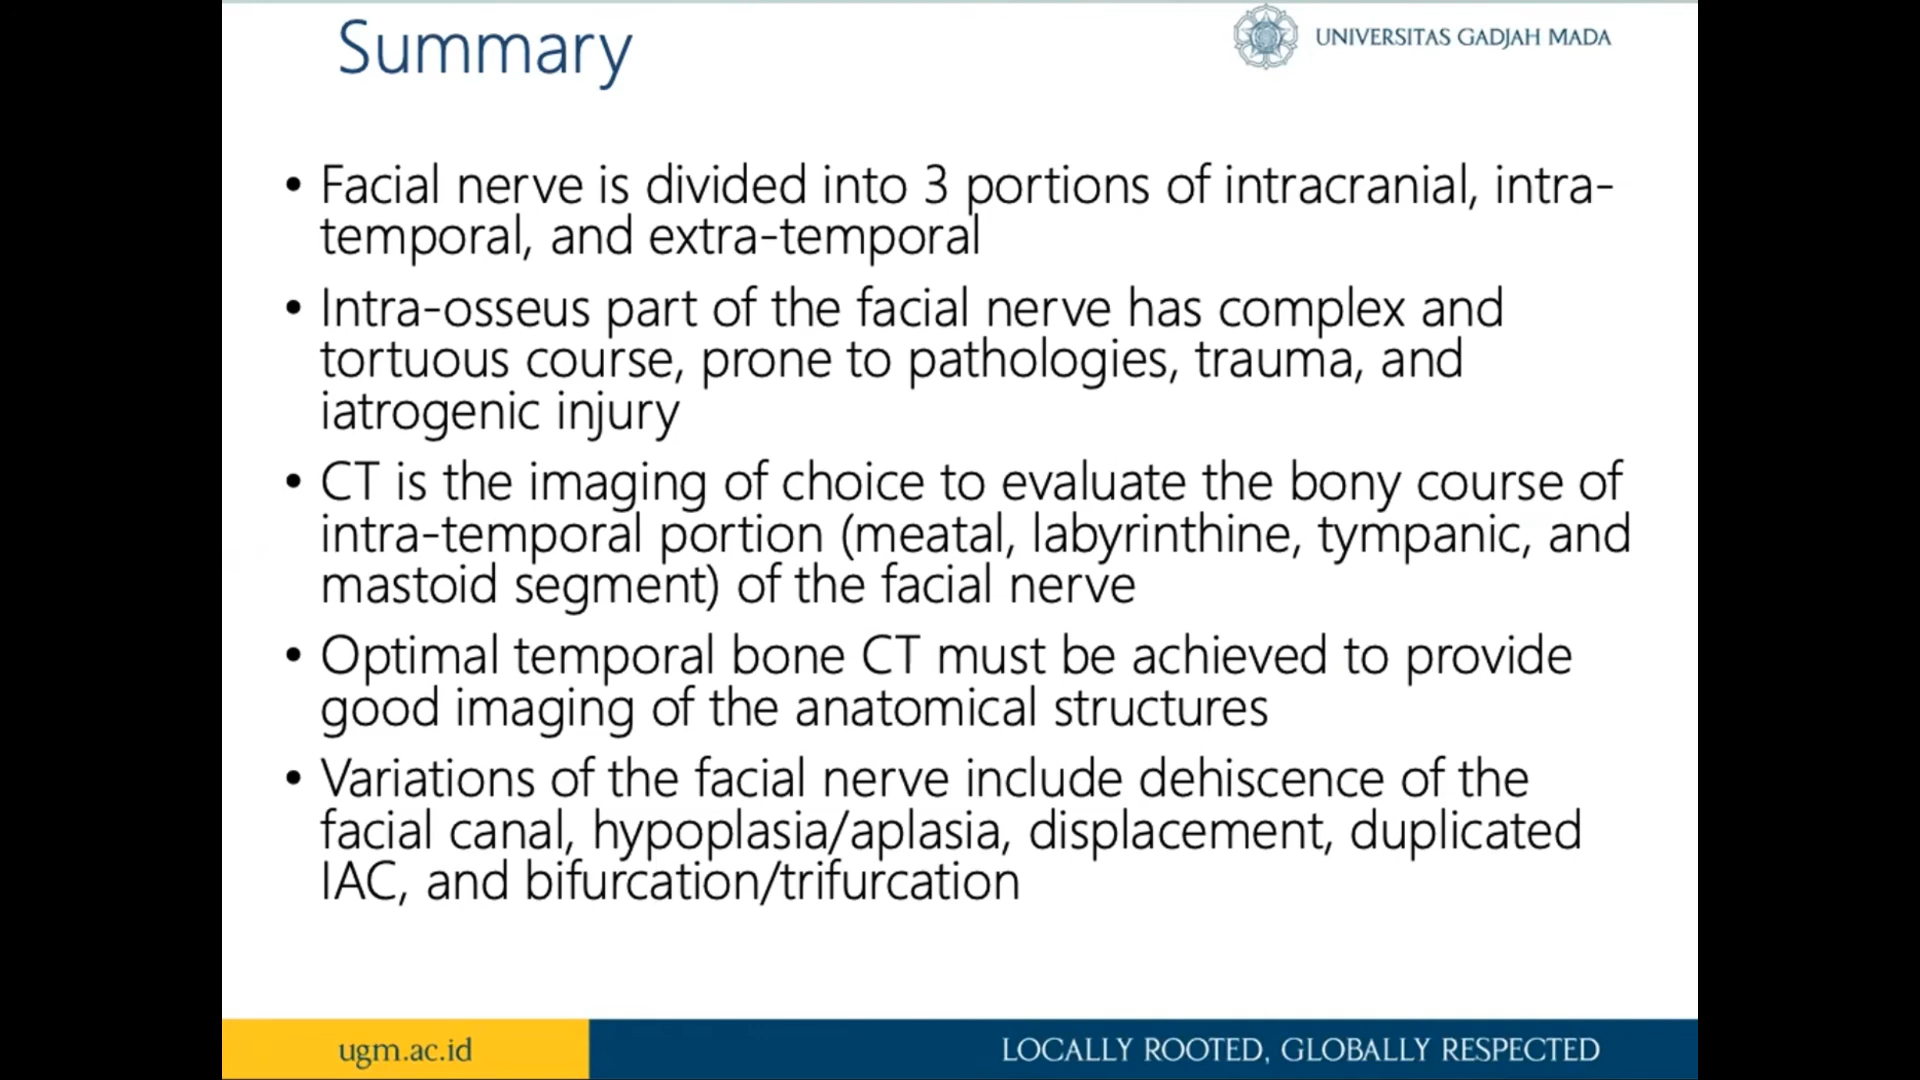 Summary
UNIVERSITAS GADJAH MADA
• Facial nerve is divided into 3 portions of intracranial, intra-
temporal, and extra-temporal
• Intra-osseus part of the facial nerve has complex and
tortuous course, prone to pathologies, trauma, and
iatrogenic injury
• CT is the imaging of choice to evaluate the bony course of
intra-temporal portion (meatal, labyrinthine, tympanic, and
mastoid segment) of the facial nerve
• Optimal temporal bone CT must be achieved to provide
good imaging of the anatomical structures
• Variations of the facial nerve include dehiscence of the
facial canal, hypoplasia/aplasia, displacement, duplicated
IAC, and bifurcation/trifurcation
ugm.ac.id
LOCALLY ROOTED, GLOBALLY RESPECTED